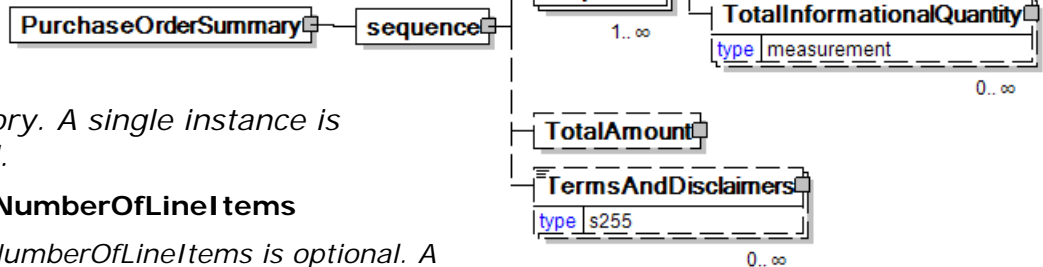 PurchaseOrderSummary
sequence
1.. ∞
TotalInformationalQuantity
type measurement
0.. ∞
ory. A single instance is
TotalAmount
NumberOfLineItems
TermsAndDisclaimers
type s255
NumberOfLineItems is optional. A
0.. ∞